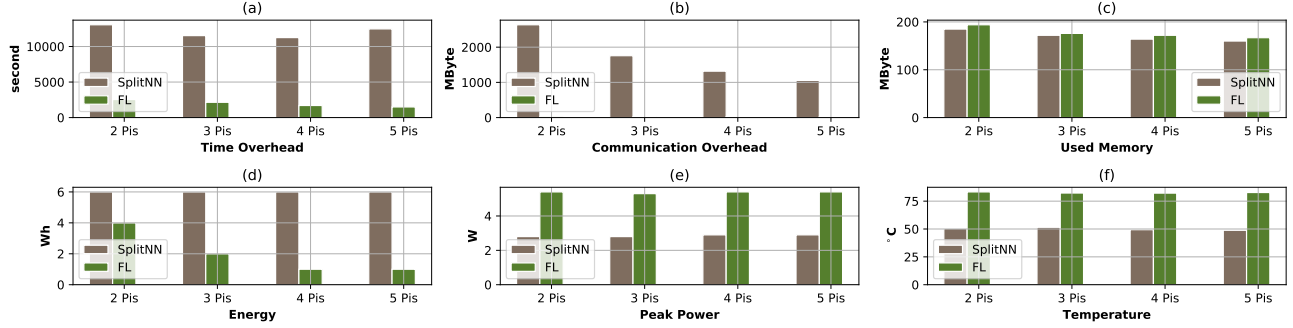 (a)
second
10000
5000
0
SplitNN
FL
2 Pis 3 Pis 4 Pis 5 Pis
Time Overhead
(b)
MByte
2000
1000
0
SplitNN
FL
2 Pis 3 Pis 4 Pis 5 Pis
Communication Overhead
(c)
MByte
200
100
0
SplitNN
FL
2 Pis 3 Pis 4 Pis 5 Pis
Used Memory
(d)
Wh
6
4
2
0
SplitNN
FL
2 Pis 3 Pis 4 Pis 5 Pis
Energy
(e)
W
4
2
0
SplitNN
FL
2 Pis 3 Pis 4 Pis 5 Pis
Peak Power
(f)
°C
75
50
25
0
SplitNN
FL
2 Pis 3 Pis 4 Pis 5 Pis
Temperature